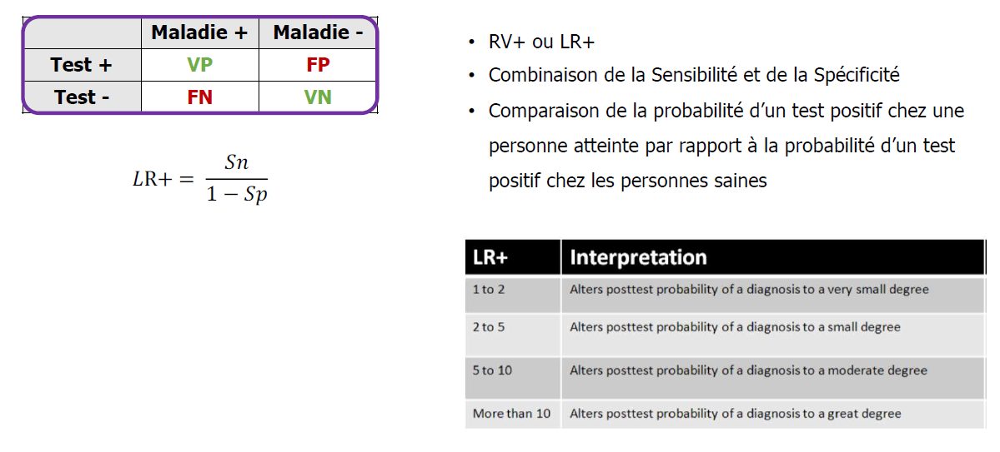 Maladie + Maladie -
Test + VP FP
Test - FN VN
LR+ = Sn / 1 − Sp
• RV+ ou LR+
• Combinaison de la Sensibilité et de la Spécificité
• Comparaison de la probabilité d’un test positif chez une
personne atteinte par rapport à la probabilité d’un test
positif chez les personnes saines
LR+ Interpretation
1 to 2 Alters posttest probability of a diagnosis to a very small degree
2 to 5 Alters posttest probability of a diagnosis to a small degree
5 to 10 Alters posttest probability of a diagnosis to a moderate degree
More than 10 Alters posttest probability of a diagnosis to a great degree